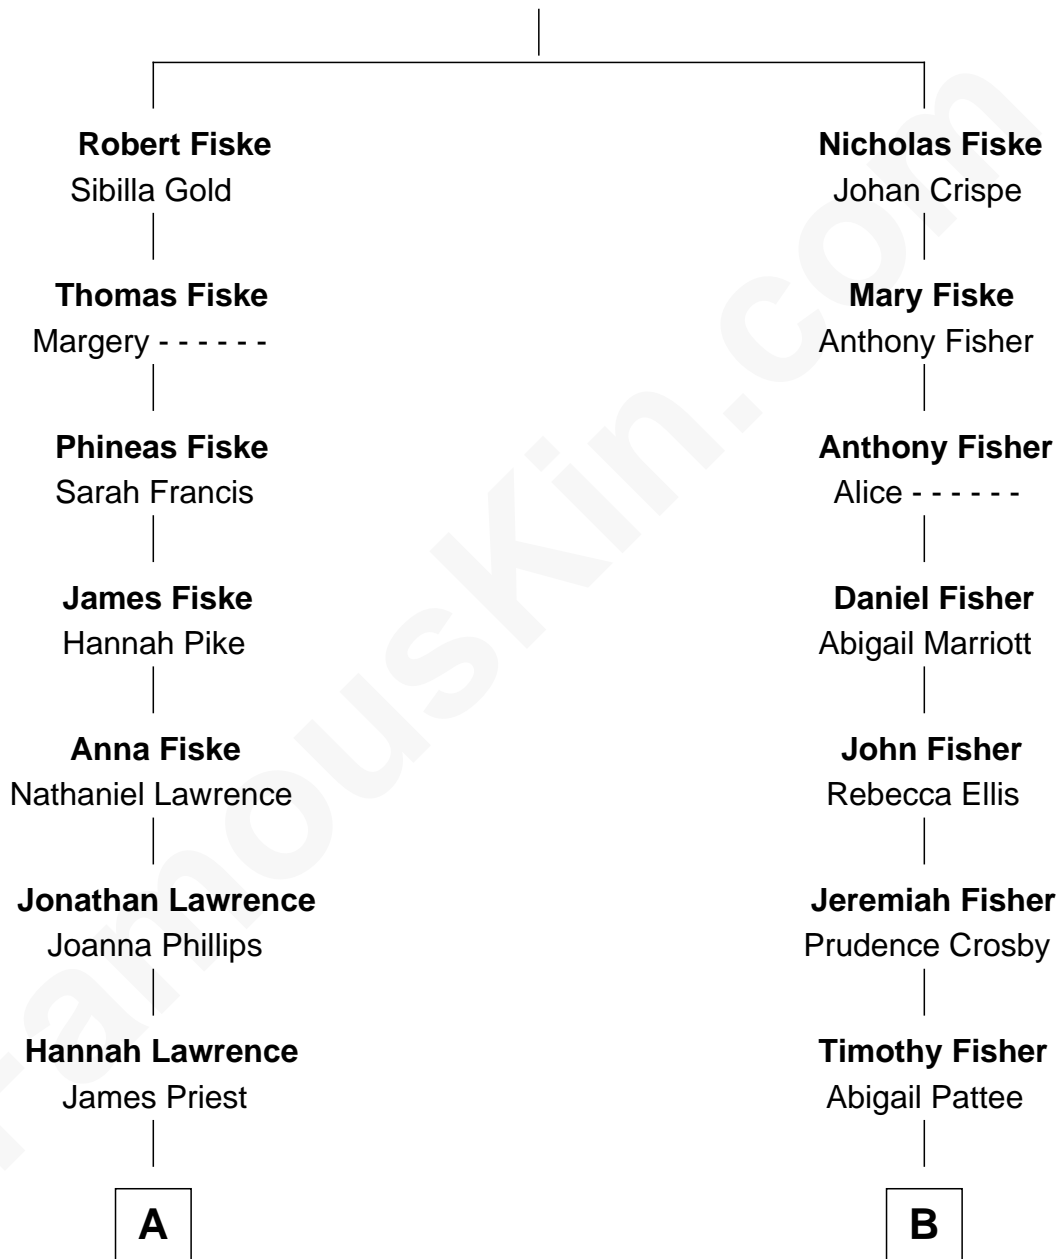 Robert Fiske
Sibilla Gold
Thomas Fiske
Margery - - - - - -
Phineas Fiske
Sarah Francis
James Fiske
Hannah Pike
Anna Fiske
Nathaniel Lawrence
Jonathan Lawrence
Joanna Phillips
Hannah Lawrence
James Priest
A
Nicholas Fiske
Johan Crispe
Mary Fiske
Anthony Fisher
Anthony Fisher
Alice - - - - - -
Daniel Fisher
Abigail Marriott
John Fisher
Rebecca Ellis
Jeremiah Fisher
Prudence Crosby
Timothy Fisher
Abigail Pattee
B
FamousKin.com